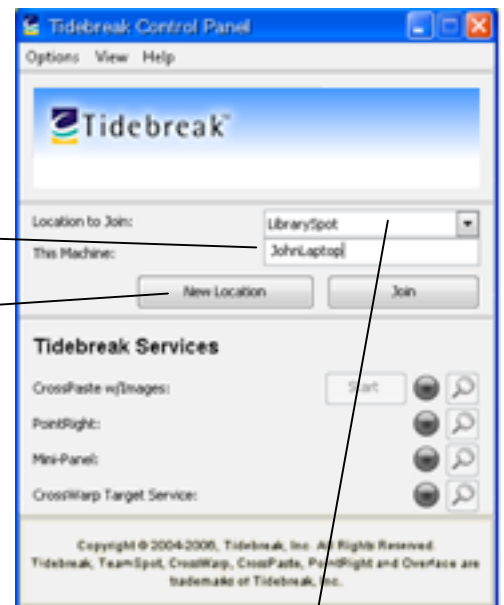 Tidebreak Control Panel
Options View Help
Tidebreak™
Location to Join: LibrarySpot
This Machine: JohnLaptop
New Location Join
Tidebreak Services
CrossPaste w/Images: Start
PointRight:
Mini-Panel:
CrossWarp Target Service:
Copyright © 2004-2006, Tidebreak, Inc. All Rights Reserved.
Tidebreak, TeamSpot, CrossWarp, CrossPaste, PointRight and Overface are
trademarks of Tidebreak, Inc.